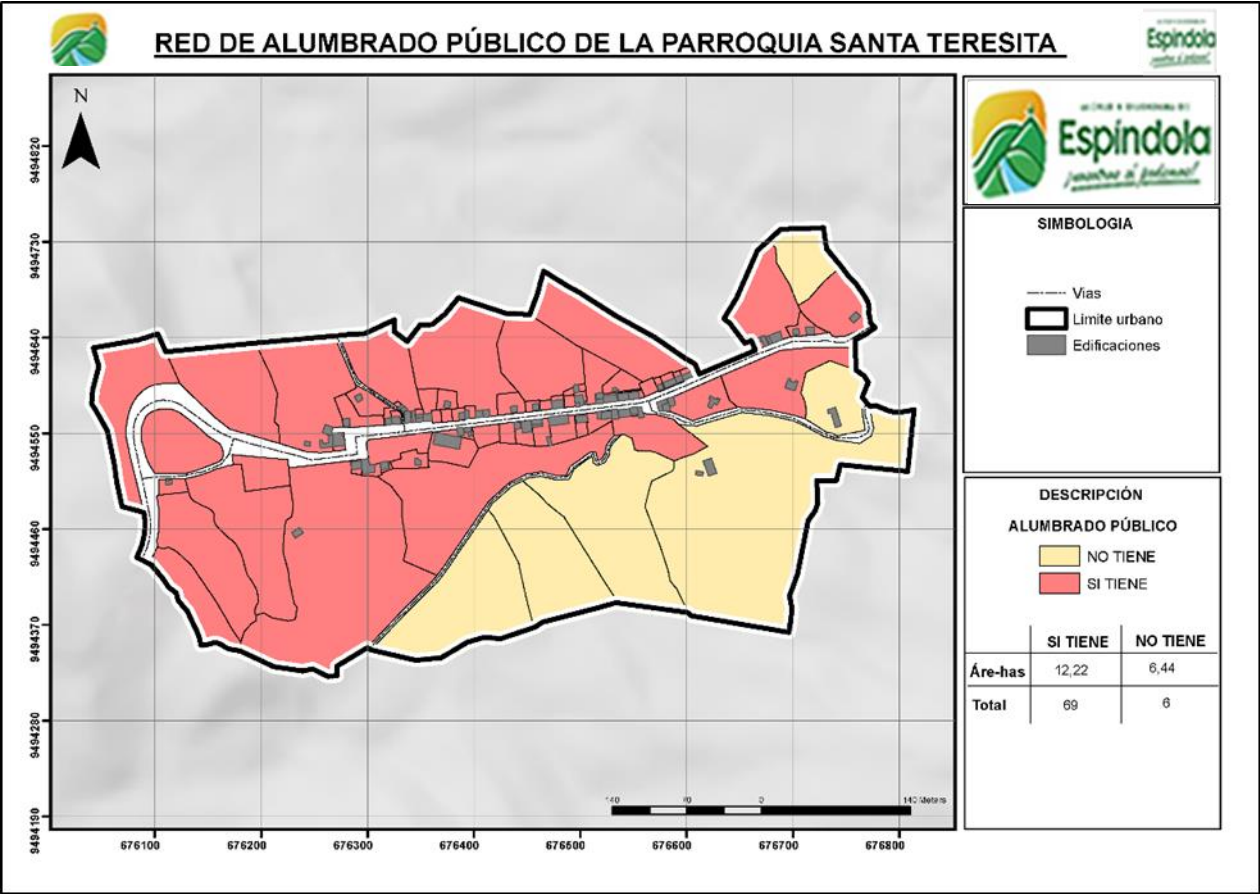 RED DE ALUMBRADO PÚBLICO DE LA PARROQUIA SANTA TERESITA
Espíndola
N
9494820
9494730
9494640
9494550
9494460
9494370
9494280
9494190
676100
676200
676300
676400
676500
676600
676700
676800
140
70
0
140 Meters
Espíndola
SIMBOLOGIA
Vias
Limite urbano
Edificaciones
DESCRIPCIÓN
ALUMBRADO PÚBLICO
NO TIENE
SI TIENE
SI TIENE NO TIENE
Áre-has 12,22 6,44
Total 69 6